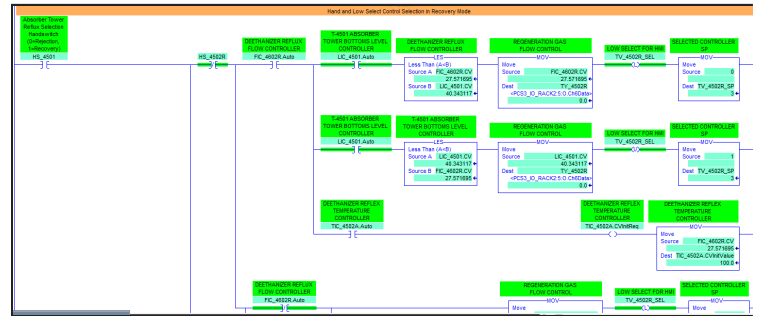 Hand and Low Select Control Selection in Recovery Mode
Absorber Tower
Reflux Selection
Handswitch
(0=Rejection,
1=Recovery)
HS_4501
HS_4502R
DEETHANIZER REFLUX
FLOW CONTROLLER
FIC_4602R.Auto
T-4501 ABSORBER
TOWER BOTTOMS LEVEL
CONTROLLER
LIC_4501.Auto
DEETHANIZER REFLUX
FLOW CONTROLLER
LES
Less Than (A<B)
Source A FIC_4602R.CV
27.571695
Source B LIC_4501.CV
40.343117
REGENERATION GAS
FLOW CONTROL
MOV
Move
Source FIC_4602R.CV
27.571695
Dest TY_4502R
<PCS3_IO_RACK2:5:O.Ch6Data>
0.0
LOW SELECT FOR HMI
TV_4502R_SEL
SELECTED CONTROLLER
SP
MOV
Move
Source 0
Dest TV_4502R_SP
3
T-4501 ABSORBER
TOWER BOTTOMS LEVEL
CONTROLLER
LIC_4501.Auto
T-4501 ABSORBER
TOWER BOTTOMS LEVEL
CONTROLLER
LES
Less Than (A<B)
Source A LIC_4501.CV
40.343117
Source B FIC_4602R.CV
27.571695
REGENERATION GAS
FLOW CONTROL
MOV
Move
Source LIC_4501.CV
40.343117
Dest TY_4502R
<PCS3_IO_RACK2:5:O.Ch6Data>
0.0
LOW SELECT FOR HMI
TV_4502R_SEL
SELECTED CONTROLLER
SP
MOV
Move
Source 1
Dest TV_4502R_SP
3
DEETHANIZER REFLEX
TEMPERATURE
CONTROLLER
TIC_4502A.Auto
DEETHANIZER REFLEX
TEMPERATURE
CONTROLLER
TIC_4502A.CVInitReq
DEETHANIZER REFLEX
TEMPERATURE
CONTROLLER
MOV
Move
Source FIC_4602R.CV
27.571695
Dest TIC_4502A.CVInitValue
100.0
DEETHANIZER REFLUX
FLOW CONTROLLER
FIC_4602R.Auto
REGENERATION GAS
FLOW CONTROL
MOV
Move
LOW SELECT FOR HMI
TV_4502R_SEL
SELECTED CONTROLLER
SP
MOV
Move